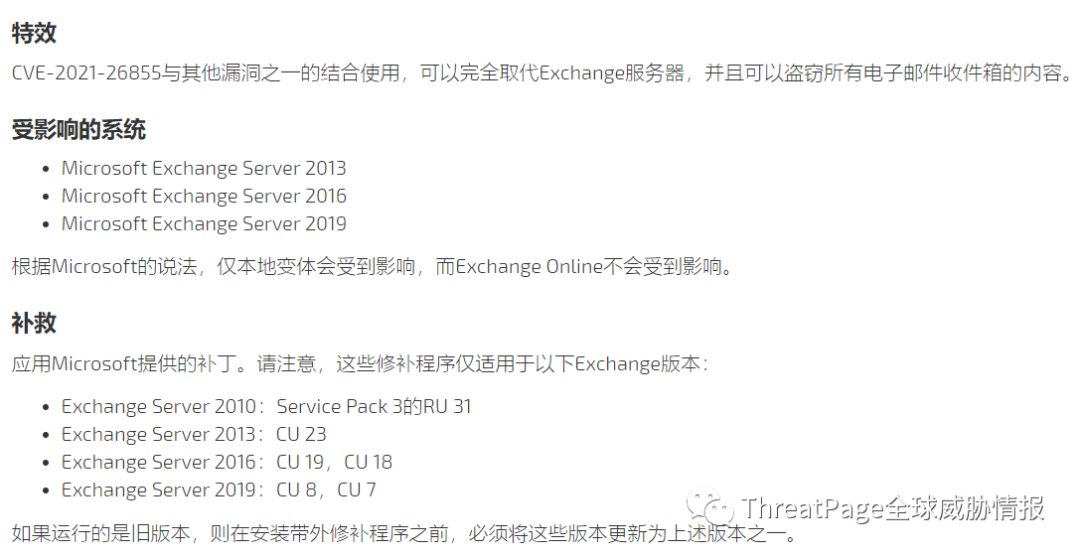 特效
CVE-2021-26855与其他漏洞之一的结合使用，可以完全取代Exchange服务器，并且可以盗窃所有电子邮件收件箱的内容。
受影响的系统
• Microsoft Exchange Server 2013
• Microsoft Exchange Server 2016
• Microsoft Exchange Server 2019
根据Microsoft的说法，仅本地变体会受到影响，而Exchange Online不会受到影响。
补救
应用Microsoft提供的补丁。请注意，这些修补程序仅适用于以下Exchange版本：
• Exchange Server 2010：Service Pack 3的RU 31
• Exchange Server 2013：CU 23
• Exchange Server 2016：CU 19，CU 18
• Exchange Server 2019：CU 8，CU 7
ThreatPage全球威胁情报
如果运行的是旧版本，则在安装带外修补程序之前，必须将这些版本更新为上述版本之一。